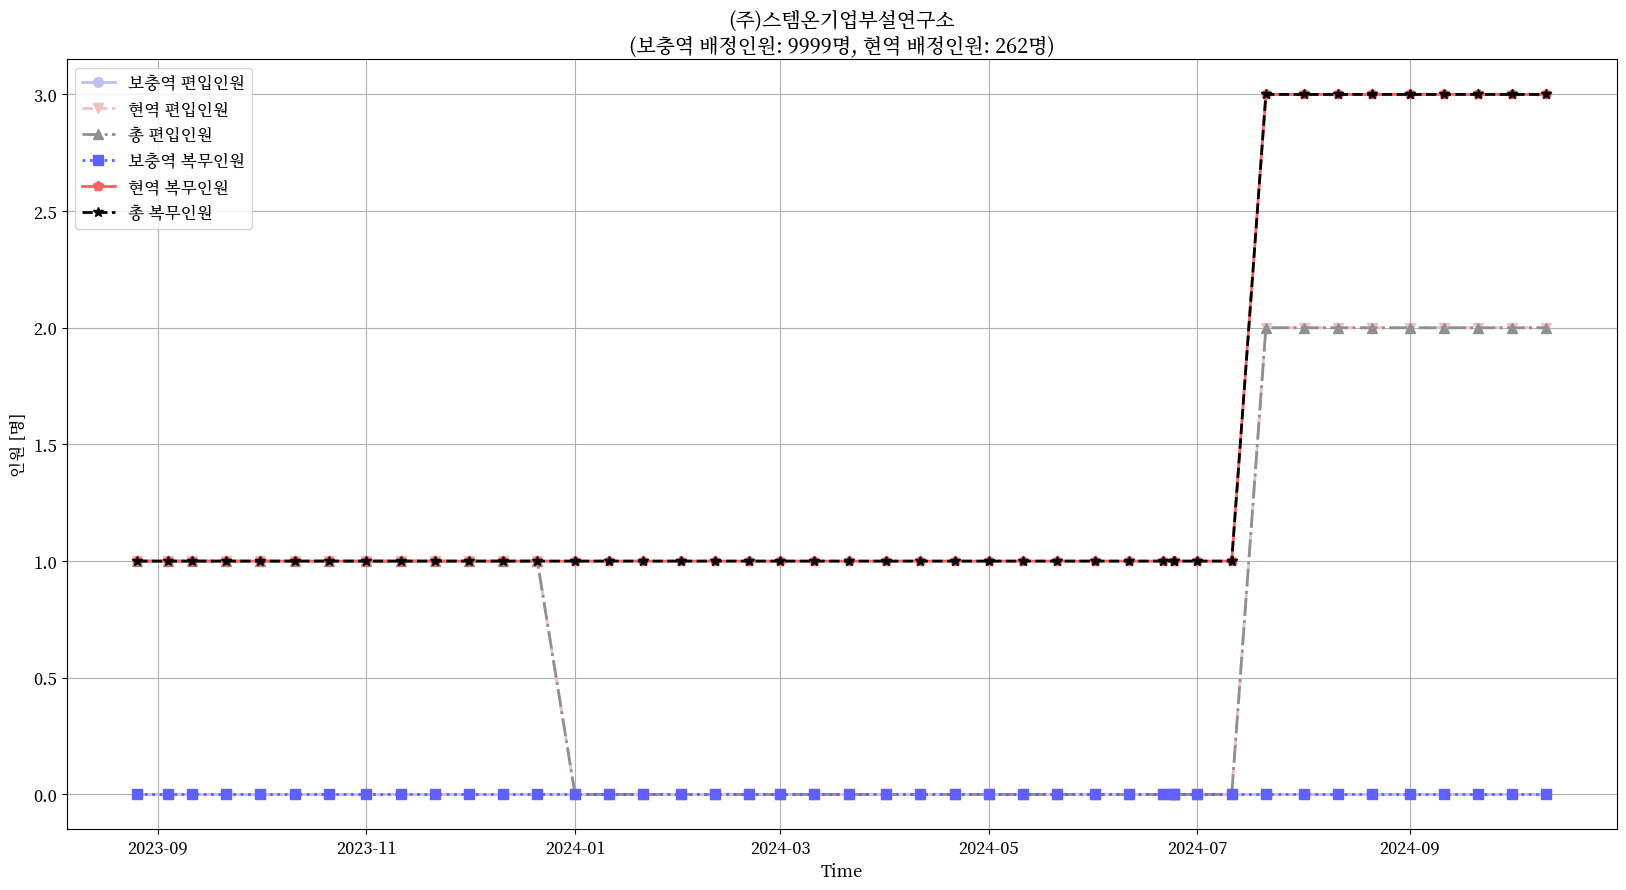 (주)스템온기업부설연구소
(보충역 배정인원: 9999명, 현역 배정인원: 262명)
보충역 편입인원
현역 편입인원
총 편입인원
보충역 복무인원
현역 복무인원
총 복무인원
3.0
2.5
2.0
1.5
1.0
0.5
0.0
인원 [명]
2023-09 2023-11 2024-01 2024-03 2024-05 2024-07 2024-09
Time